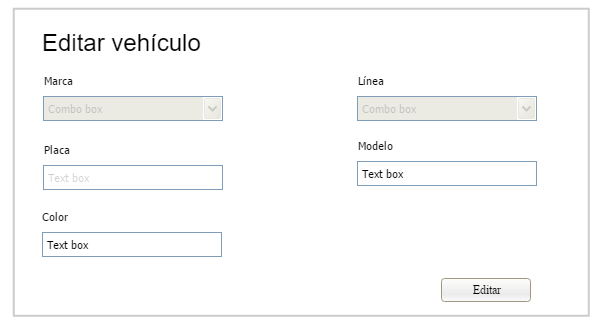 Editar vehículo
Marca
Línea
Combo box
Combo box
Placa
Modelo
Text box
Text box
Color
Text box
Editar